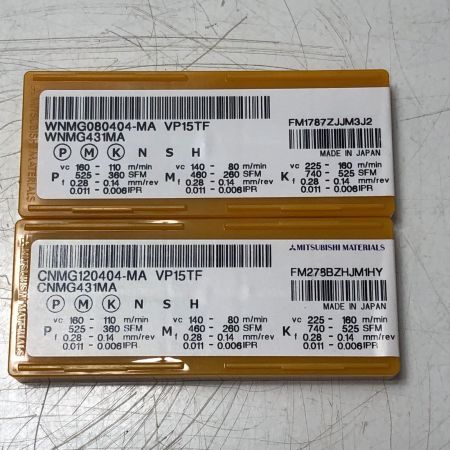 WNMG080404-MA VP15TF
WNMG431MA
P M K N S H
FM1787ZJJM3J2
MADE IN JAPAN
P vc 160 - 110 m/min
525 - 360 SFM
f 0.28 - 0.14 mm/rev
0.011 - 0.006 IPR
M vc 140 - 80 m/min
460 - 260 SFM
f 0.28 - 0.14 mm/rev
0.011 - 0.006 IPR
K vc 225 - 160 m/min
740 - 525 SFM
f 0.28 - 0.14 mm/rev
0.011 - 0.006 IPR
MITSUBISHI MATERIALS
CNMG120404-MA VP15TF
CNMG431MA
P M K N S H
MITSUBISHI MATERIALS
FM278BZHJM1HY
MADE IN JAPAN
P vc 160 - 110 m/min
525 - 360 SFM
f 0.28 - 0.14 mm/rev
0.011 - 0.006 IPR
M vc 140 - 80 m/min
460 - 260 SFM
f 0.28 - 0.14 mm/rev
0.011 - 0.006 IPR
K vc 225 - 160 m/min
740 - 525 SFM
f 0.28 - 0.14 mm/rev
0.011 - 0.006 IPR